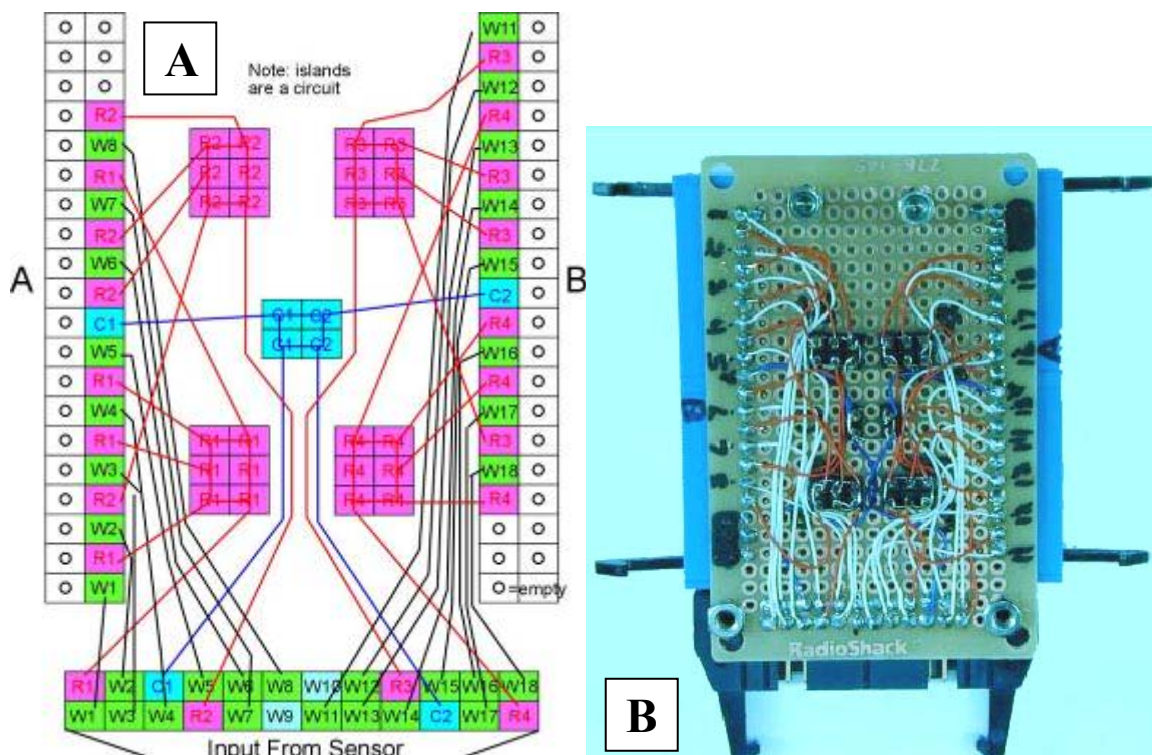 W11
A
R3
Note: islands
are a circuit
W12
R2 R4
W8 R2 R2 R3 R3 W13
R1 R2 R2 R3 R3 R3
W7 R2 R2 R3 R3 W14
R2 R3
W6 W15
A B
R2 C2
C1 C1 C2 R4
W5 C1 C2 W16
R1 R4
W4 W17
R1 R1 R1 R4 R4 R3
W3 R1 R1 R4 R4 W18
R2 R1 R1 R4 R4 R4
W2
R1
W1 =empty
R1 W2 C1 W5 W6 W8 W10 W12 R3 W15 W16 W18
W1 W3 W4 R2 W7 W9 W11 W13 W14 C2 W17 R4
Input From Sensor
A
B
RadioShack
B